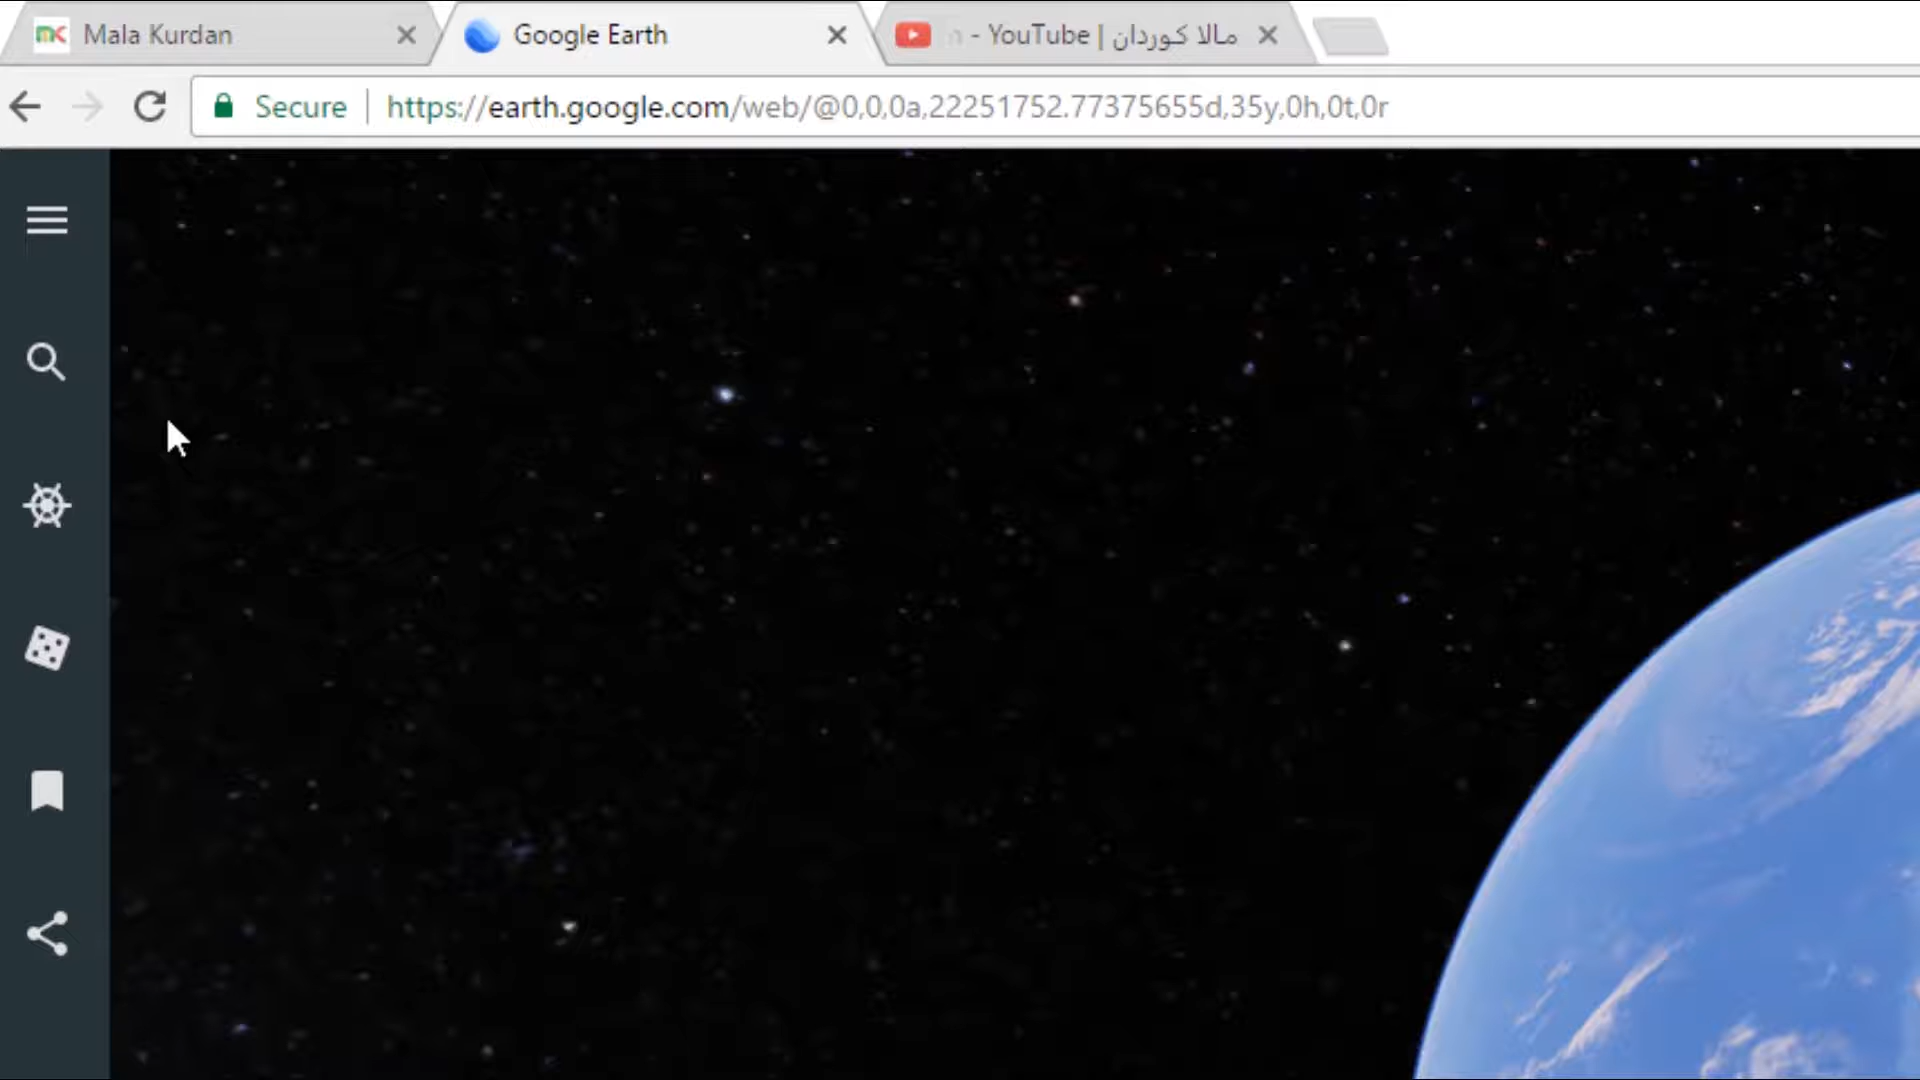 Mala Kurdan
Google Earth
- YouTube | مالا كوردان
Secure
https://earth.google.com/web/@0,0,0a,22251752.77375655d,35y,0h,0t,0r